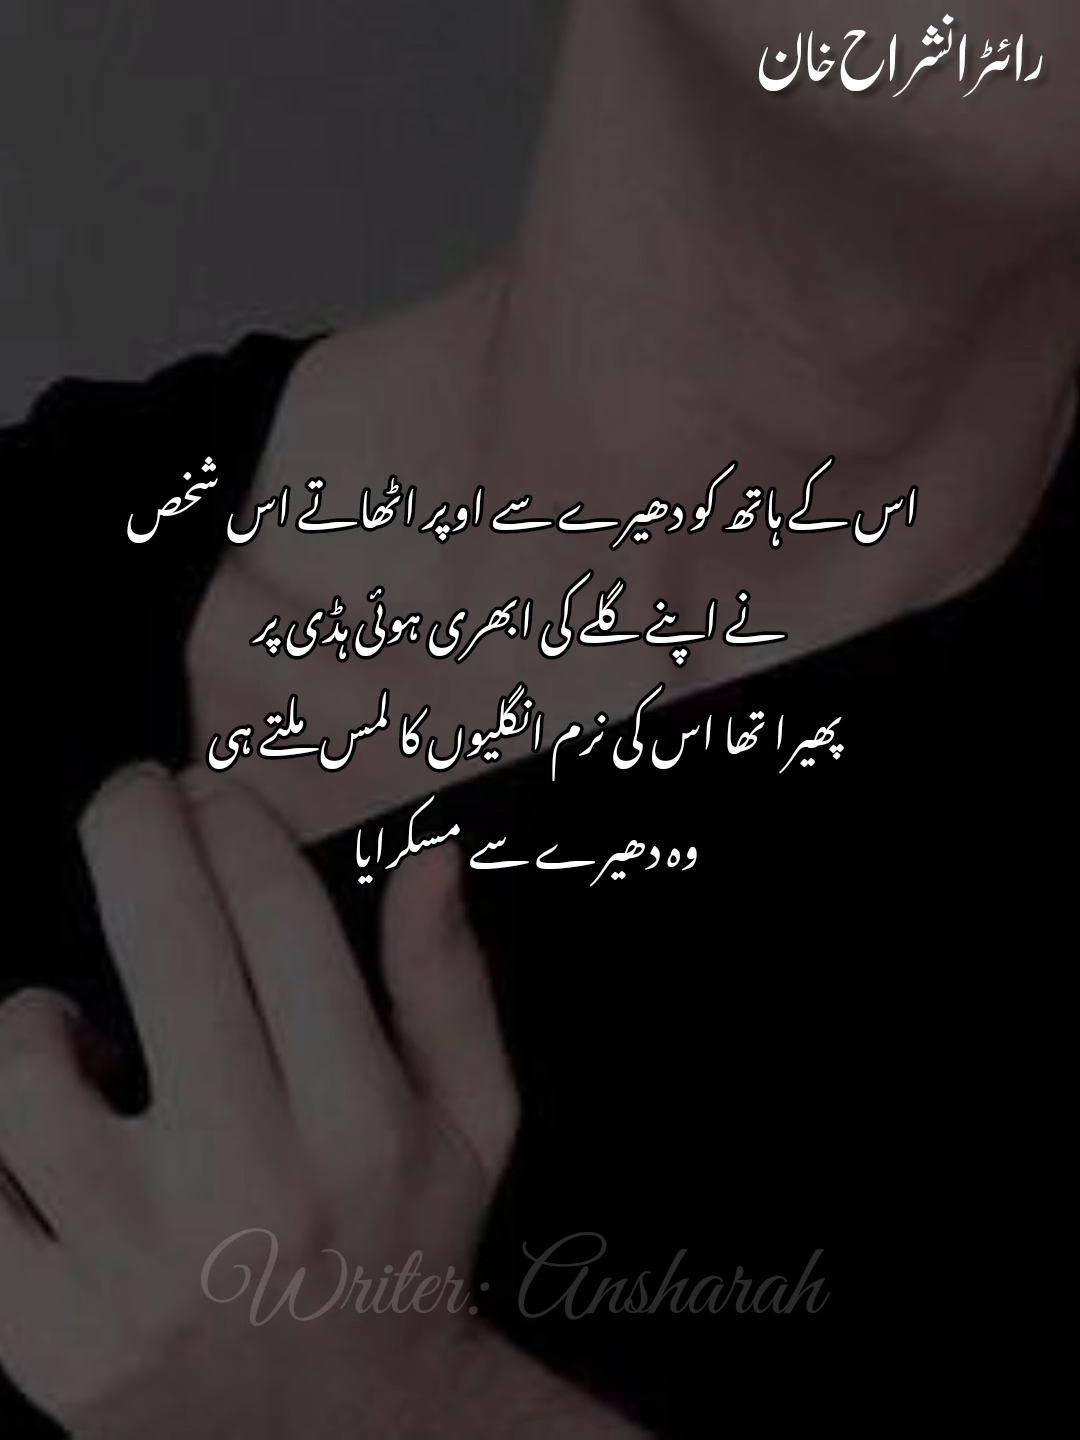 رائٹر انشراح خان
اس کے ہاتھ کو دھیرے سے اوپر اٹھاتے اس شخص
نے اپنے گلے کی ابھری ہوئی ہڈی پر
پھیرا تھا اس کی نرم انگلیوں کا لمس ملتے ہی
وہ دھیرے سے مسکرایا
Writer: Ansharah